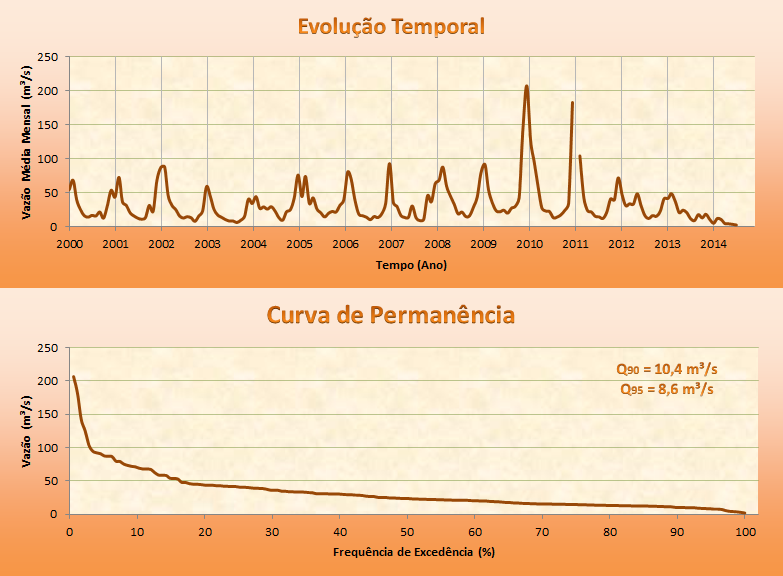 Evolução Temporal
250
200
150
100
50
0
Vazão Média Mensal (m³/s)
2000 2001 2002 2003 2004 2005 2006 2007 2008 2009 2010 2011 2012 2013 2014
Tempo (Ano)
Curva de Permanência
250
200
150
100
50
0
Vazão (m³/s)
Q90 = 10,4 m³/s
Q95 = 8,6 m³/s
0 10 20 30 40 50 60 70 80 90 100
Frequência de Excedência (%)